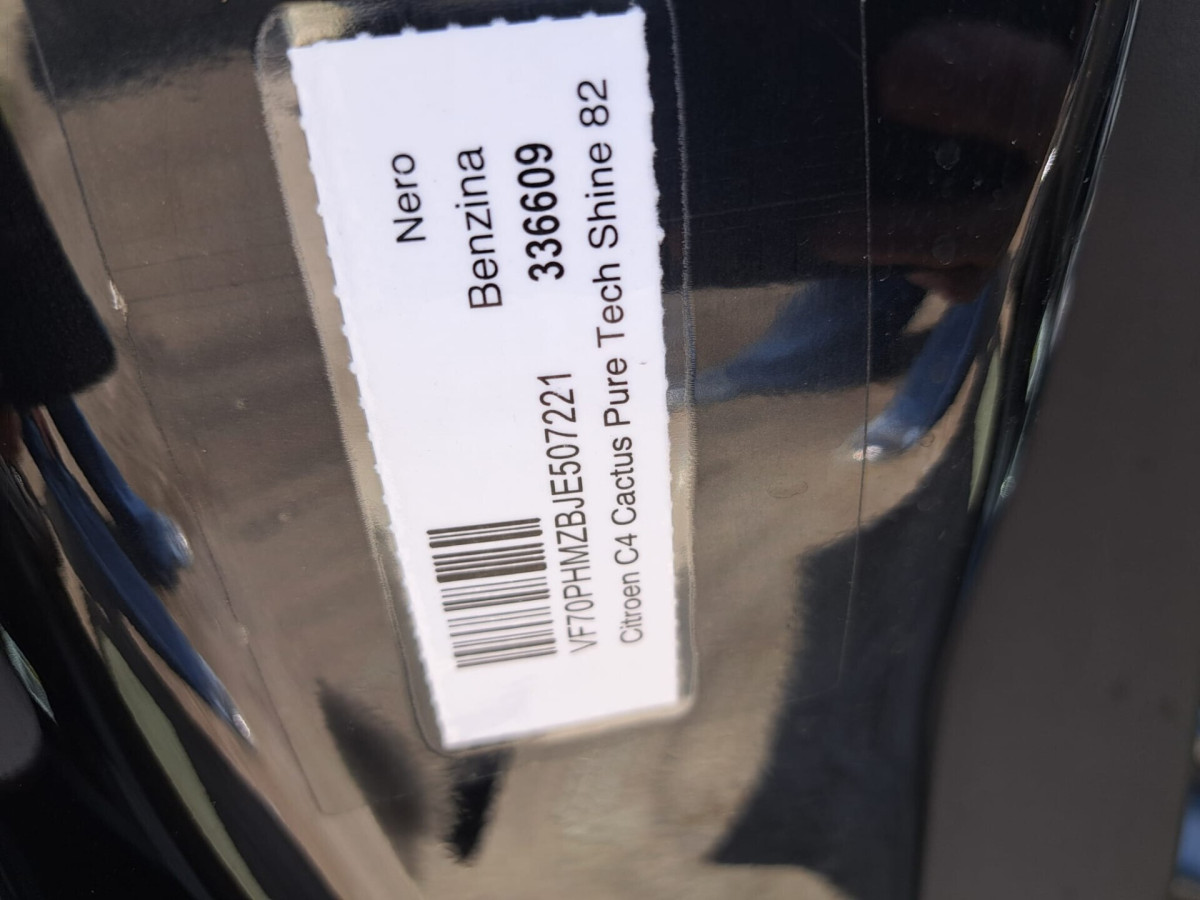 Nero
Benzina
336609
VF70PHMZBJE507221
Citroen C4 Cactus Pure Tech Shine 82